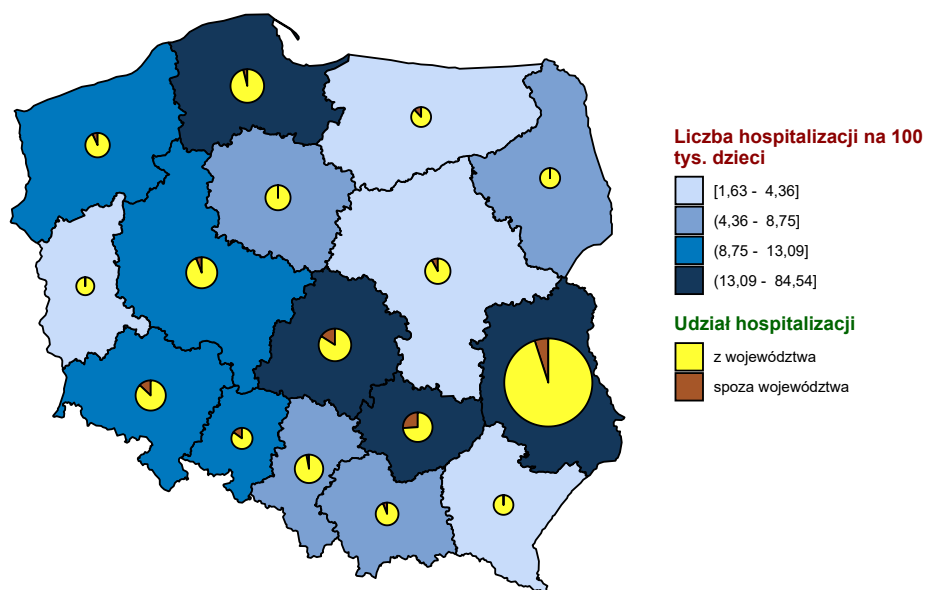 Liczba hospitalizacji na 100
tys. dzieci
[1,63 - 4,36]
(4,36 - 8,75]
(8,75 - 13,09]
(13,09 - 84,54]
Udział hospitalizacji
z województwa
spoza województwa